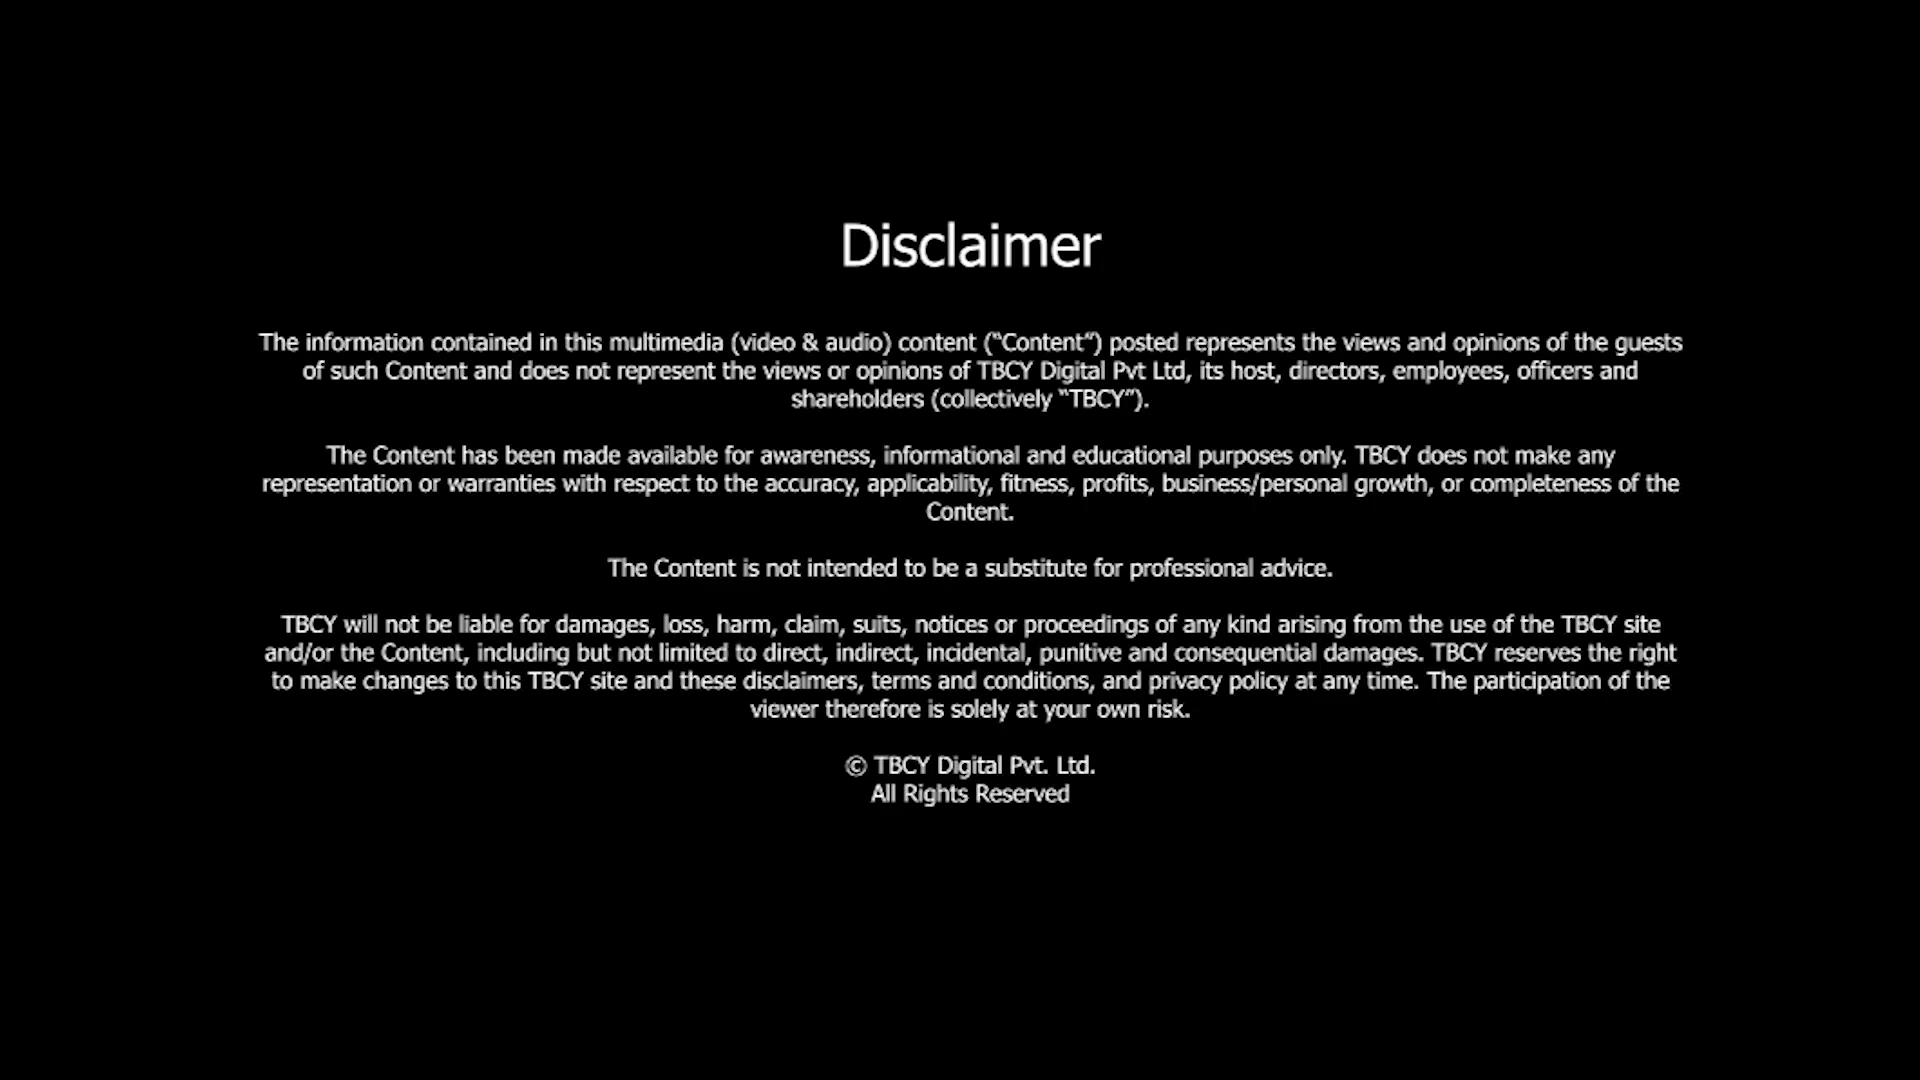 Disclaimer
The information contained in this multimedia (video & audio) content (“Content”) posted represents the views and opinions of the guests
of such Content and does not represent the views or opinions of TBCY Digital Pvt Ltd, its host, directors, employees, officers and
shareholders (collectively “TBCY”).
The Content has been made available for awareness, informational and educational purposes only. TBCY does not make any
representation or warranties with respect to the accuracy, applicability, fitness, profits, business/personal growth, or completeness of the
Content.
The Content is not intended to be a substitute for professional advice.
TBCY will not be liable for damages, loss, harm, claim, suits, notices or proceedings of any kind arising from the use of the TBCY site
and/or the Content, including but not limited to direct, indirect, incidental, punitive and consequential damages. TBCY reserves the right
to make changes to this TBCY site and these disclaimers, terms and conditions, and privacy policy at any time. The participation of the
viewer therefore is solely at your own risk.
© TBCY Digital Pvt. Ltd.
All Rights Reserved